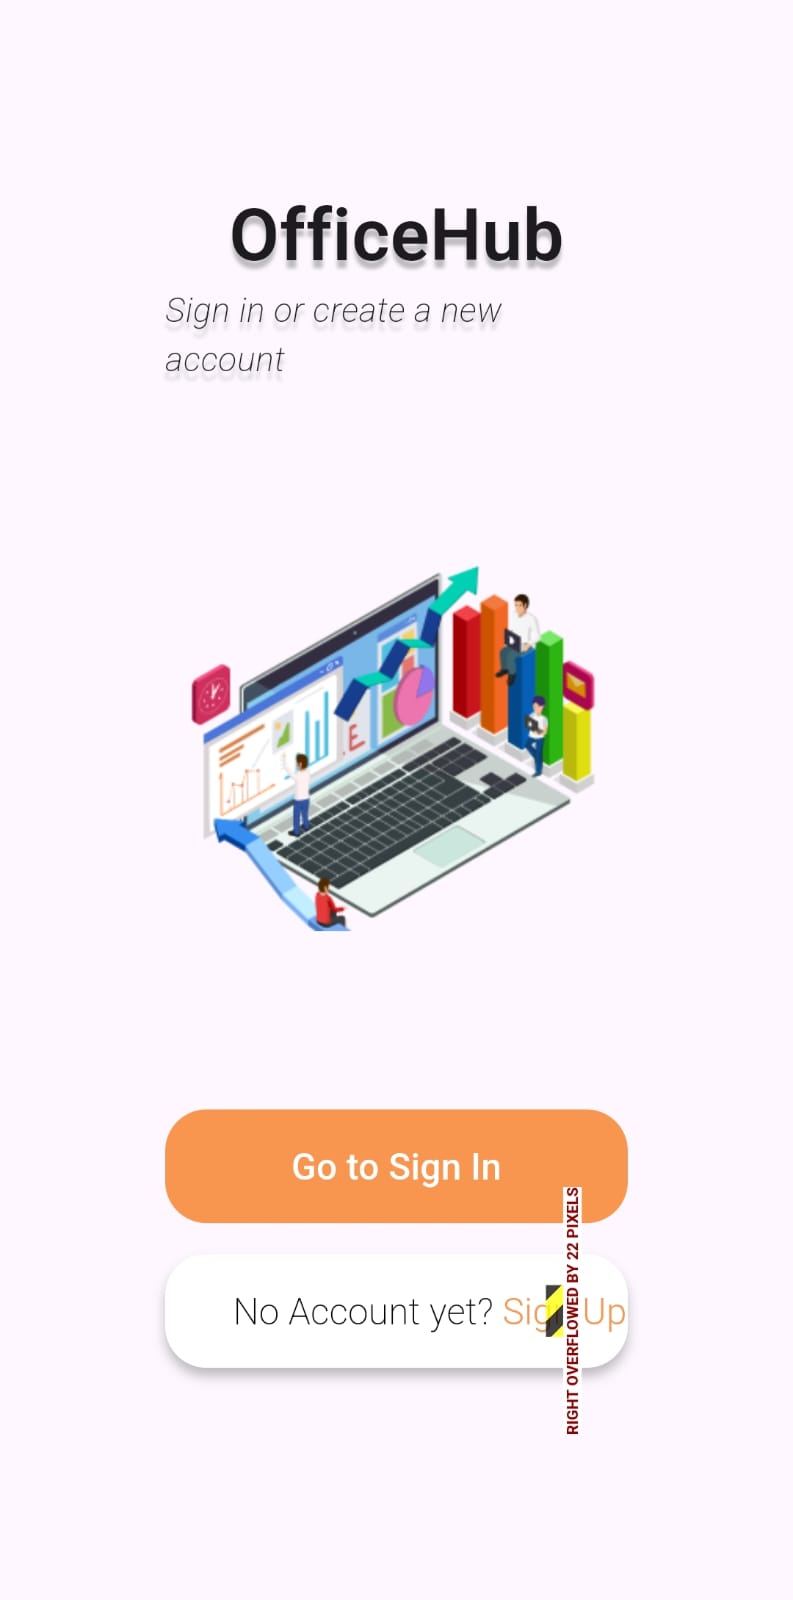 OfficeHub
Sign in or create a new
account
Go to Sign In
No Account yet? Sign Up
RIGHT OVERFLOWED BY 22 PIXELS